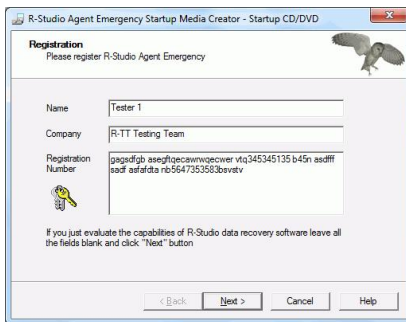 R-Studio Agent Emergency Startup Media Creator - Startup CD/DVD
Registration
Please register R-Studio Agent Emergency
Name
Tester 1
Company
R-TT Testing Team
Registration
Number
gagsdfgb asegftqecawrwqecwer vtq345345135 b45n asdfff
sadf asfafdta nb5647353583bsvstv
If you just evaluate the capabilities of R-Studio data recovery software leave all
the fields blank and click "Next" button
< Back
Next >
Cancel
Help